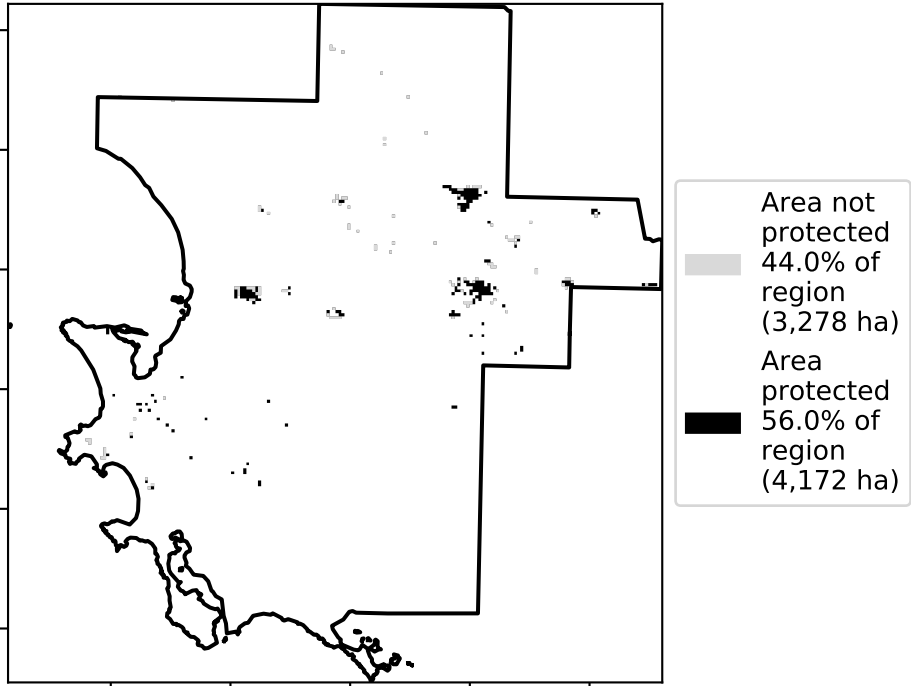 Area not
protected
44.0% of
region
(3,278 ha)
Area
protected
56.0% of
region
(4,172 ha)